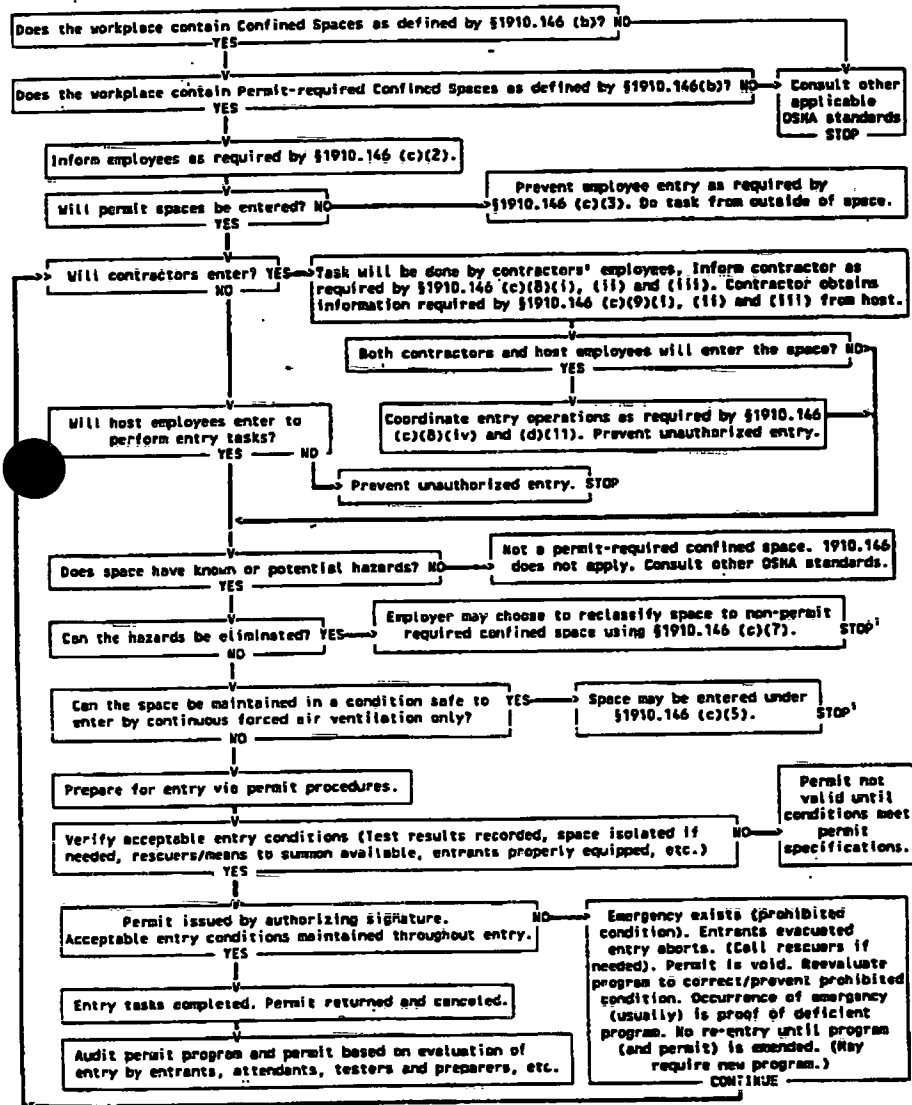 Does the workplace contain Confined Spaces as defined by §1910.146 (b)? NO
YES
Does the workplace contain Permit-required Confined Spaces as defined by §1910.146(b)? NO
YES
Consult other
applicable
OSHA standards
STOP
Inform employees as required by §1910.146 (c)(2).
Will permit spaces be entered? NO
YES
Prevent employee entry as required by
§1910.146 (c)(3). Do task from outside of space.
Will contractors enter? YES
NO
Task will be done by contractors' employees. Inform contractor as
required by §1910.146 (c)(8)(i), (ii) and (iii). Contractor obtains
information required by §1910.146 (c)(9)(i), (ii) and (iii) from host.
Both contractors and host employees will enter the space? NO
YES
Coordinate entry operations as required by §1910.146
(c)(8)(iv) and (d)(11). Prevent unauthorized entry.
Will host employees enter to
perform entry tasks?
YES NO
Prevent unauthorized entry. STOP
Does space have known or potential hazards? NO
YES
Not a permit-required confined space. 1910.146
does not apply. Consult other OSHA standards.
Can the hazards be eliminated? YES
NO
Employer may choose to reclassify space to non-permit
required confined space using §1910.146 (c)(7). STOP¹
Can the space be maintained in a condition safe to
enter by continuous forced air ventilation only?
YES
NO
Space may be entered under
§1910.146 (c)(5). STOP¹
Prepare for entry via permit procedures.
Verify acceptable entry conditions (Test results recorded, space isolated if
needed, rescuers/means to summon available, entrants properly equipped, etc.)
NO
YES
Permit not
valid until
conditions meet
permit
specifications.
Permit issued by authorizing signature.
Acceptable entry conditions maintained throughout entry.
NO
YES
Emergency exists (prohibited
condition). Entrants evacuated
entry aborts. (Call rescuers if
needed). Permit is void. Reevaluate
program to correct/prevent prohibited
condition. Occurrence of emergency
(usually) is proof of deficient
program. No re-entry until program
(and permit) is amended. (May
require new program.)
CONTINUE
Entry tasks completed. Permit returned and canceled.
Audit permit program and permit based on evaluation of
entry by entrants, attendants, testers and preparers, etc.